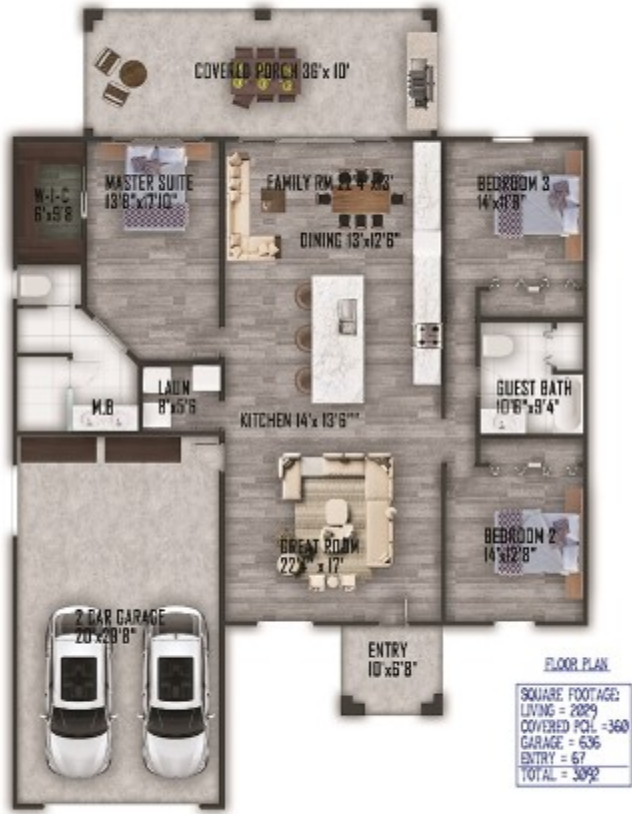 COVERED PORCH 36'x 10'
W-I-C
6'x9'8
MASTER SUITE
13'8"x17'10"
FAMILY RM
DINING 13'x12'6"
BEDROOM 3
LAUN
8'x5'6
M.B
KITCHEN 14'x 13'6"
GUEST BATH
10'6"x9'4"
GREAT ROOM
x 17'
BEDROOM 2
14'x12'8"
2 CAR GARAGE
ENTRY
10'x6'8"
FLOOR PLAN
SQUARE FOOTAGE:
LIVING = 2029
COVERED PCH. =360
GARAGE = 636
ENTRY = 67
TOTAL = 3092